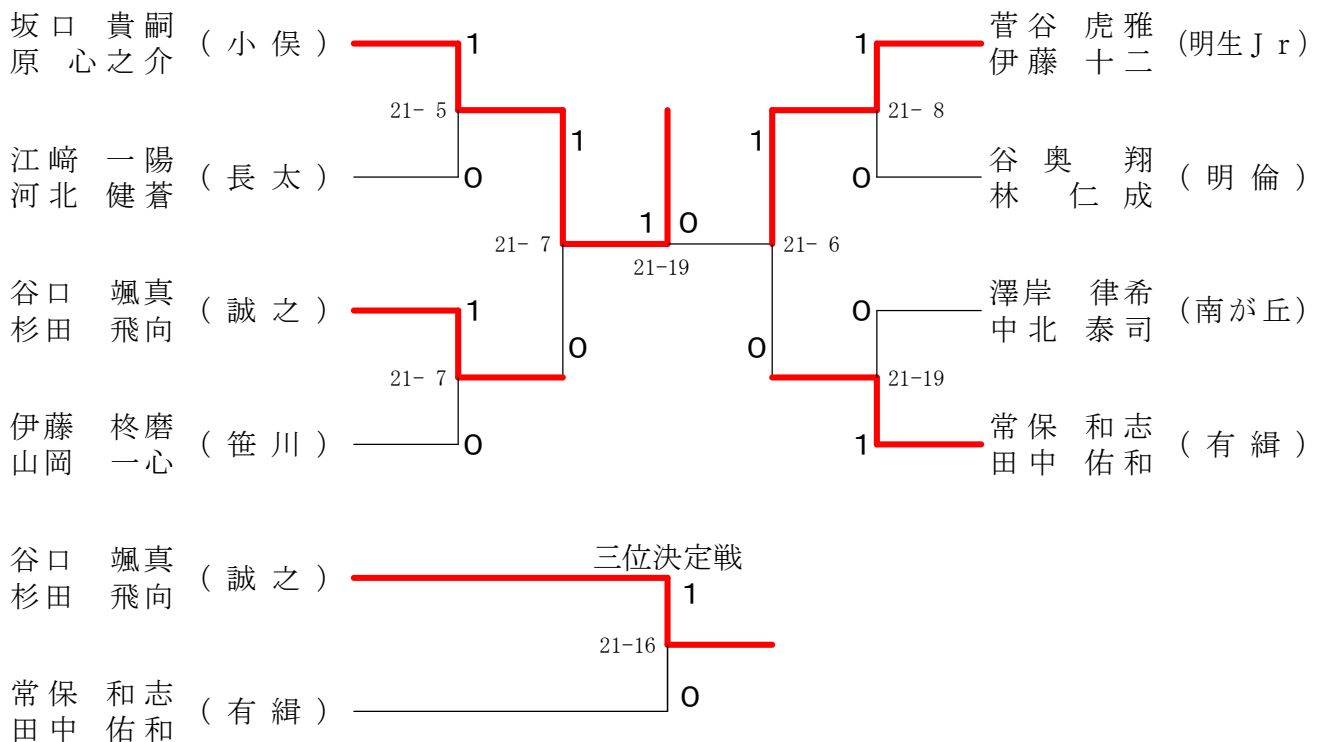 坂口 貴嗣
原 心之介
(小俣)
1
21- 5
江﨑 一陽
河北 健蒼
(長太)
0
1
21- 7
谷口 颯真
杉田 飛向
(誠之)
1
0
21- 7
伊藤 柊磨
山岡 一心
(笹川)
0
1 0
21-19
菅谷 虎雅
伊藤 十二
(明生Jr)
1
21- 8
谷奥 翔
林 仁成
(明倫)
0
1
21- 6
澤岸 律希
中北 泰司
(南が丘)
0
0
21-19
常保 和志
田中 佑和
(有緝)
1
三位決定戦
谷口 颯真
杉田 飛向
(誠之)
1
21-16
常保 和志
田中 佑和
(有緝)
0